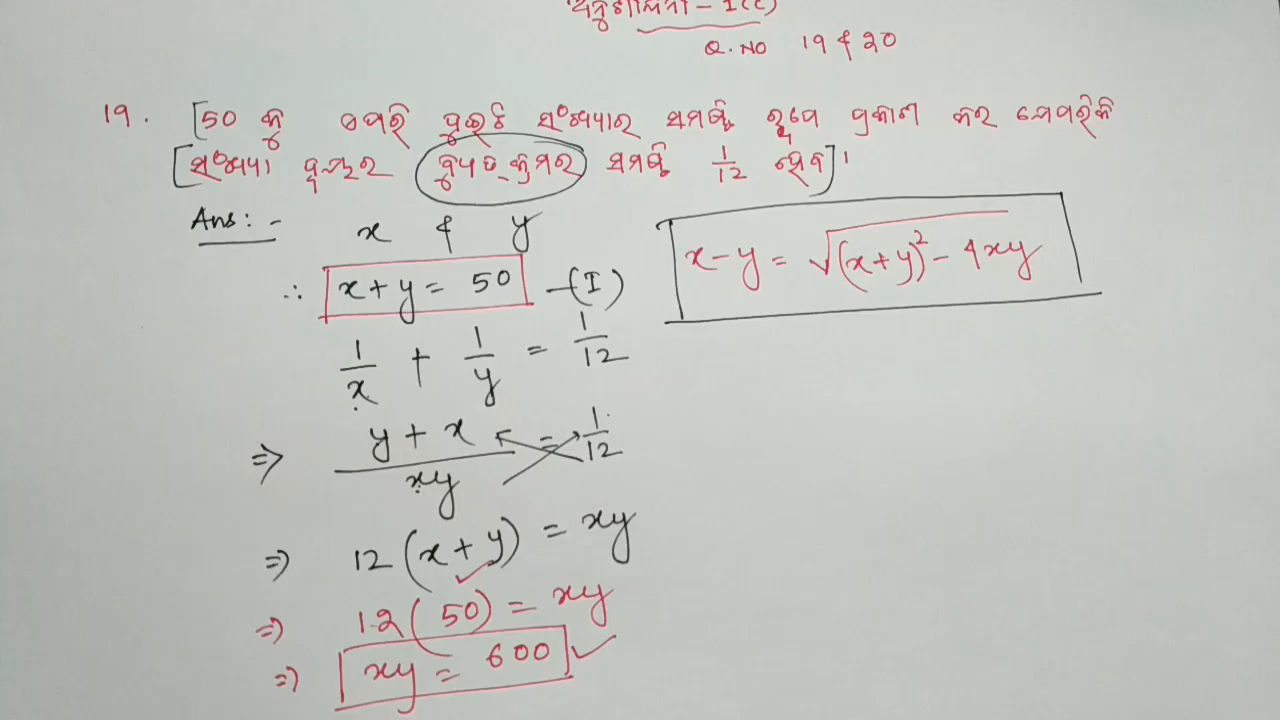 ଅନୁଶୀଳନୀ - 1(c)
Q. NO 19 & 20
19. [50 କୁ ଏପରି ଦୁଇଟି ସଂଖ୍ୟାର ସମଷ୍ଟି ରୂପେ ପ୍ରକାଶ କର ଯେପରିକି
[ସଂଖ୍ୟା ଦ୍ୱୟର ବ୍ୟୁତ୍କ୍ରମର ସମଷ୍ଟି 1/12 ହେବ]।
Ans: - x & y
x - y = √(x+y)² - 4xy
∴ x + y = 50 -(I)
1/x + 1/y = 1/12
⇒ y + x / xy = 1/12
⇒ 12 (x + y) = xy
⇒ 12 (50) = xy
⇒ xy = 600